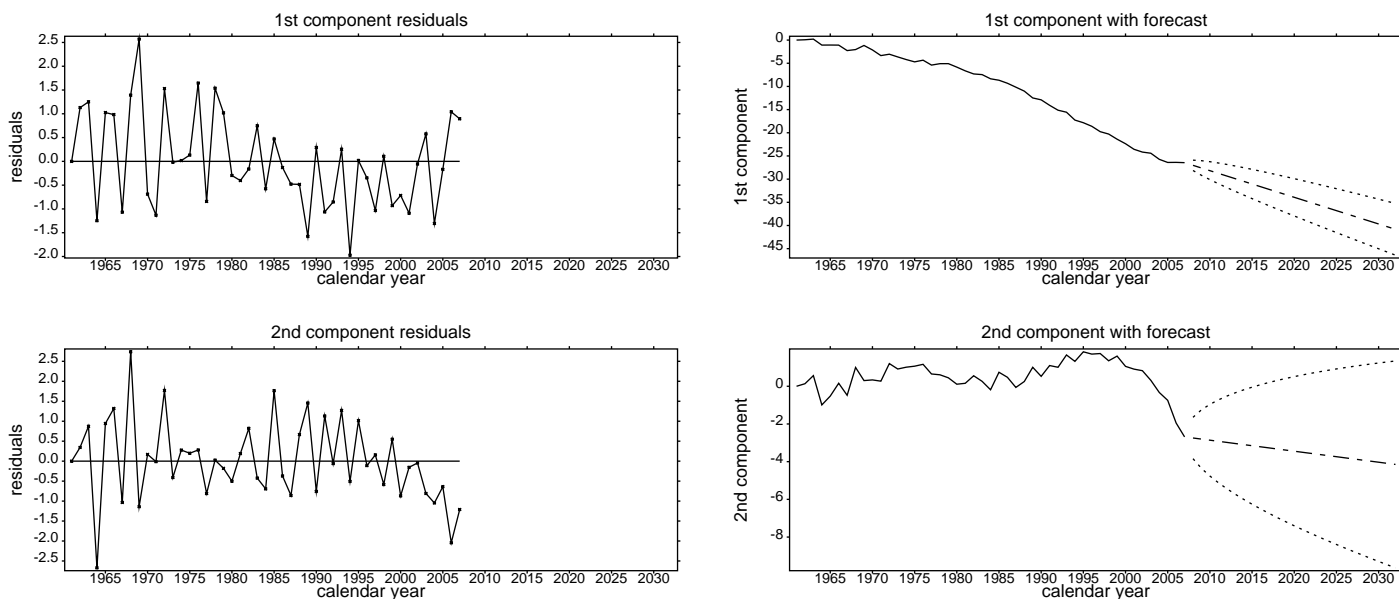 1st component residuals
residuals
2.5
2.0
1.5
1.0
0.5
0.0
-0.5
-1.0
-1.5
-2.0
1965 1970 1975 1980 1985 1990 1995 2000 2005 2010 2015 2020 2025 2030
calendar year
1st component with forecast
1st component
0
-5
-10
-15
-20
-25
-30
-35
-40
-45
1965 1970 1975 1980 1985 1990 1995 2000 2005 2010 2015 2020 2025 2030
calendar year
2nd component residuals
residuals
2.5
2.0
1.5
1.0
0.5
0.0
-0.5
-1.0
-1.5
-2.0
-2.5
1965 1970 1975 1980 1985 1990 1995 2000 2005 2010 2015 2020 2025 2030
calendar year
2nd component with forecast
2nd component
0
-2
-4
-6
-8
1965 1970 1975 1980 1985 1990 1995 2000 2005 2010 2015 2020 2025 2030
calendar year